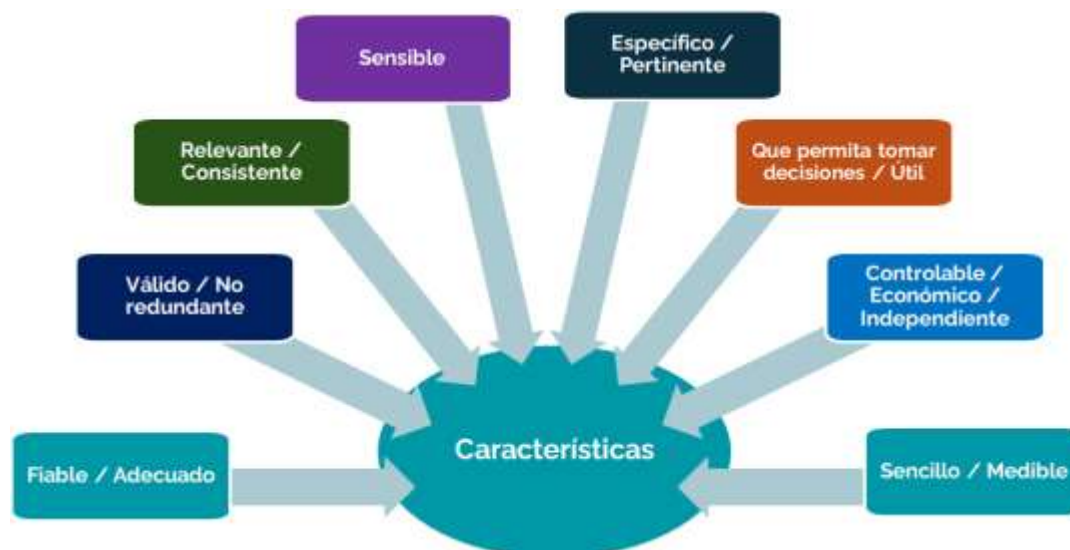 Sensible
Específico /
Pertinente
Relevante /
Consistente
Que permita tomar
decisiones / Útil
Válido / No
redundante
Controlable /
Económico /
Independiente
Características
Fiable / Adecuado
Sencillo / Medible